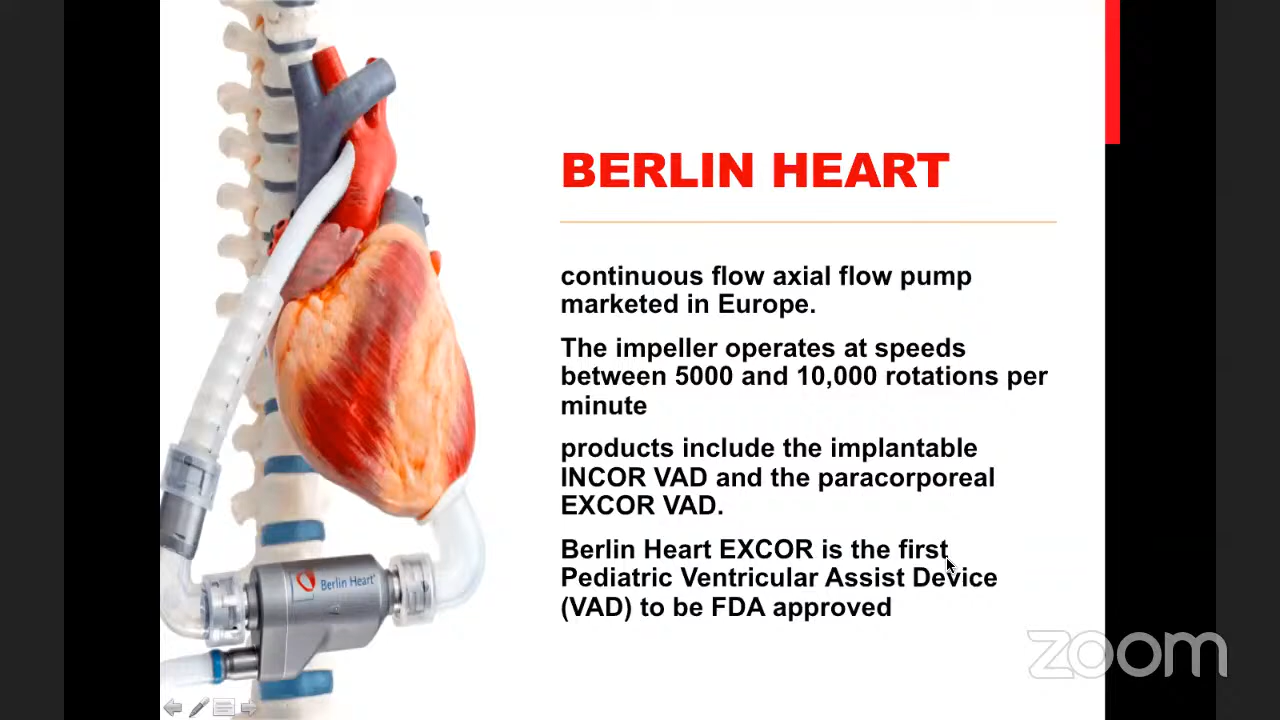 BERLIN HEART
continuous flow axial flow pump
marketed in Europe.
The impeller operates at speeds
between 5000 and 10,000 rotations per
minute
products include the implantable
INCOR VAD and the paracorporeal
EXCOR VAD.
Berlin Heart EXCOR is the first
Pediatric Ventricular Assist Device
(VAD) to be FDA approved
Berlin Heart
zoom